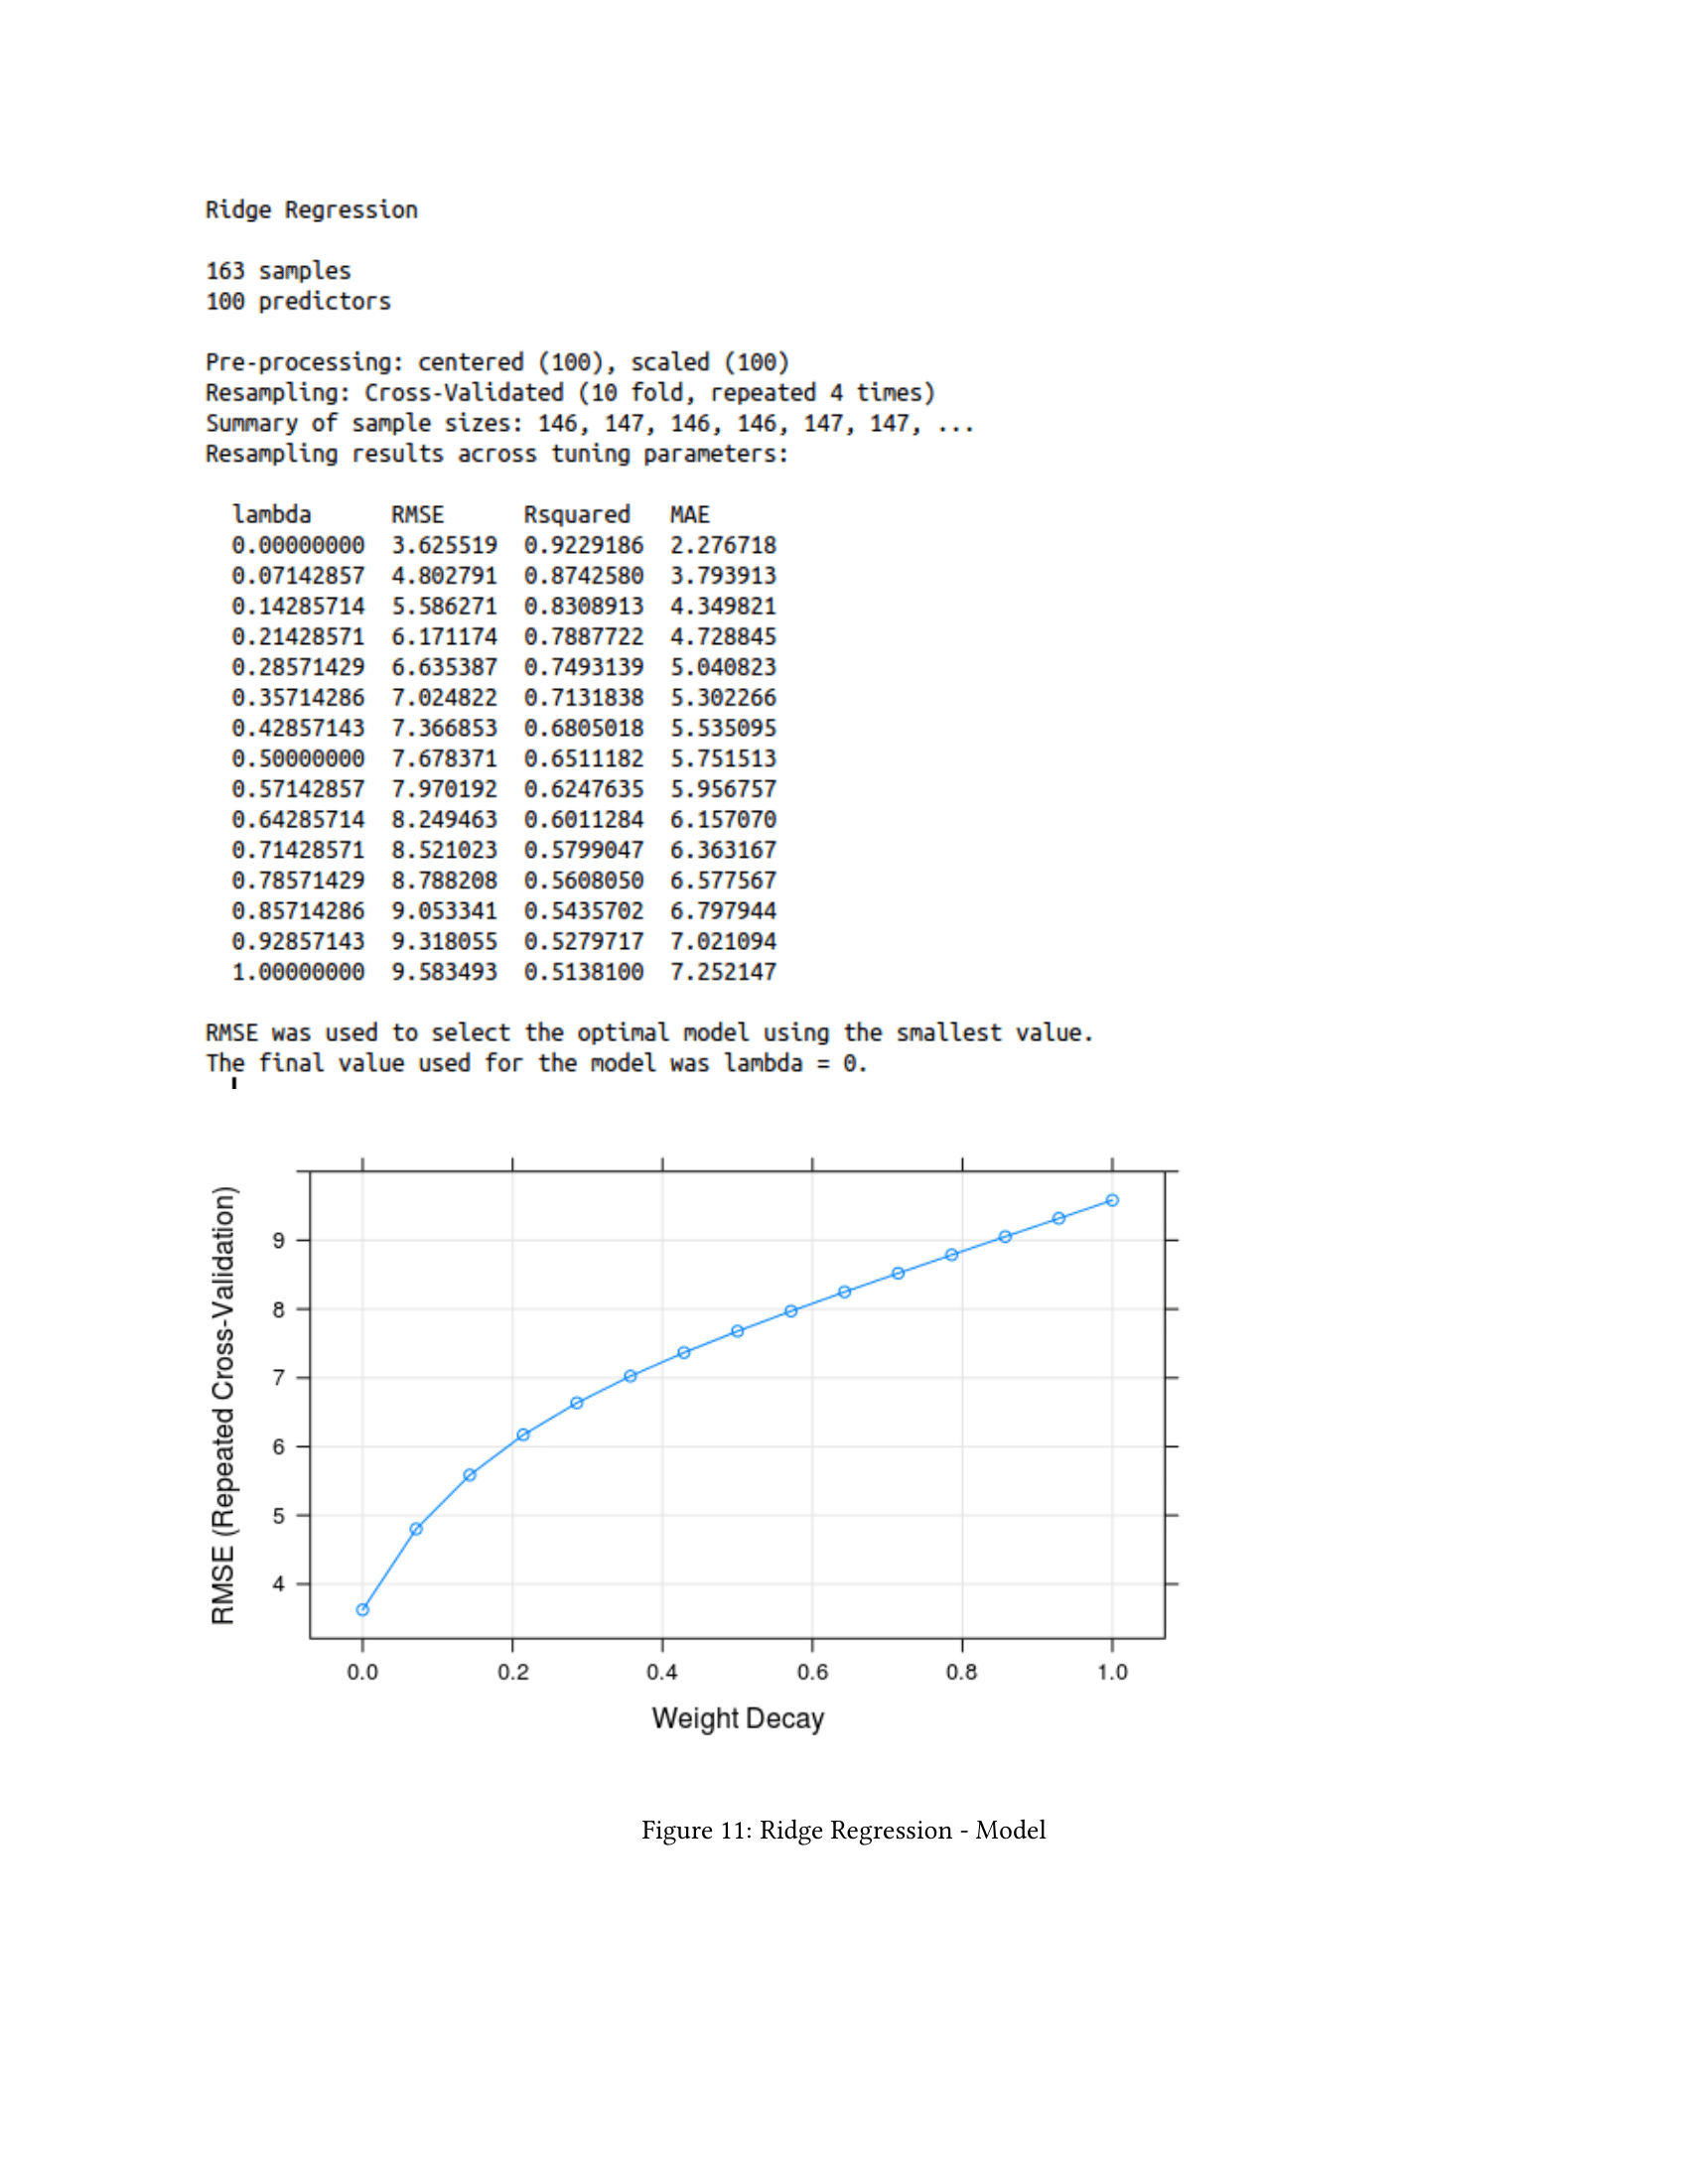 Ridge Regression
163 samples
100 predictors
Pre-processing: centered (100), scaled (100)
Resampling: Cross-Validated (10 fold, repeated 4 times)
Summary of sample sizes: 146, 147, 146, 146, 147, 147, ...
Resampling results across tuning parameters:
lambda RMSE Rsquared MAE
0.00000000 3.625519 0.9229186 2.276718
0.07142857 4.802791 0.8742580 3.793913
0.14285714 5.586271 0.8308913 4.349821
0.21428571 6.171174 0.7887722 4.728845
0.28571429 6.635387 0.7493139 5.040823
0.35714286 7.024822 0.7131838 5.302266
0.42857143 7.366853 0.6805018 5.535095
0.50000000 7.678371 0.6511182 5.751513
0.57142857 7.970192 0.6247635 5.956757
0.64285714 8.249463 0.6011284 6.157070
0.71428571 8.521023 0.5799047 6.363167
0.78571429 8.788208 0.5608050 6.577567
0.85714286 9.053341 0.5435702 6.797944
0.92857143 9.318055 0.5279717 7.021094
1.00000000 9.583493 0.5138100 7.252147
RMSE was used to select the optimal model using the smallest value.
The final value used for the model was lambda = 0.
RMSE (Repeated Cross-Validation)
9
8
7
6
5
4
0.0 0.2 0.4 0.6 0.8 1.0
Weight Decay
Figure 11: Ridge Regression - Model